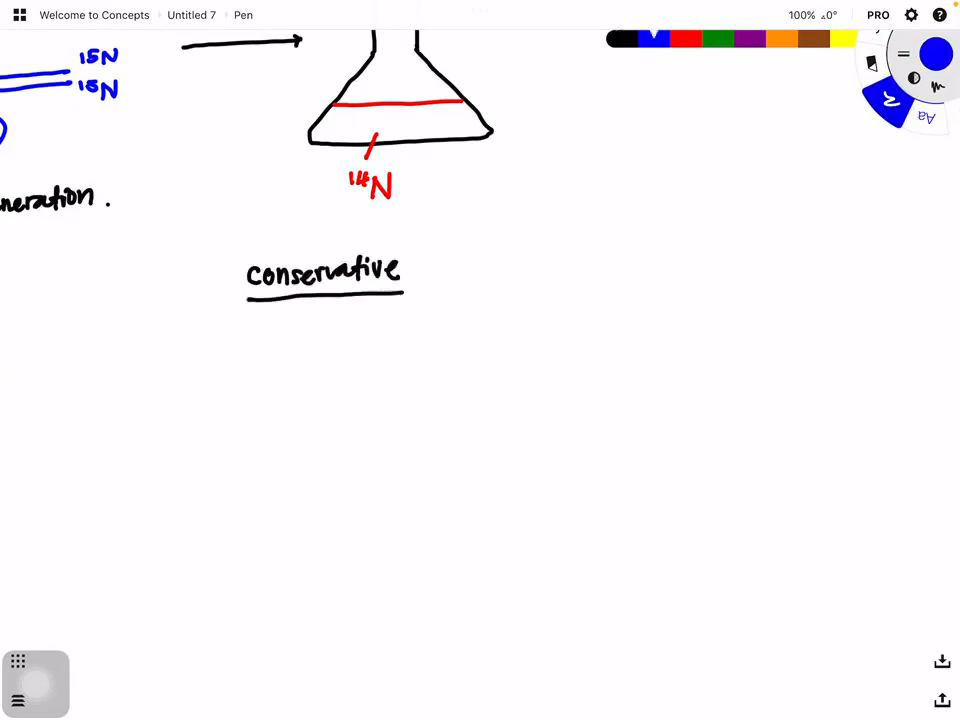 Welcome to Concepts › Untitled 7 › Pen
100% 0° PRO
15N
15N
Aa
14N
neration.
conservative